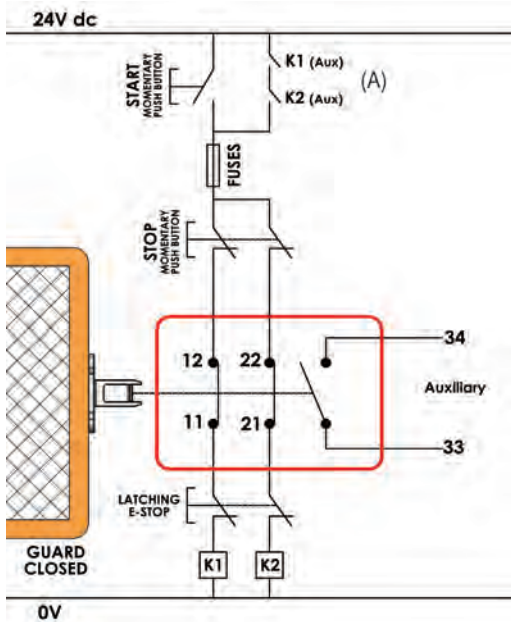 24V dc
START
MOMENTARY
PUSH BUTTON
K1 (Aux)
K2 (Aux)
(A)
FUSES
STOP
MOMENTARY
PUSH BUTTON
12
22
34
Auxiliary
11
21
33
LATCHING
E-STOP
GUARD
CLOSED
K1
K2
0V